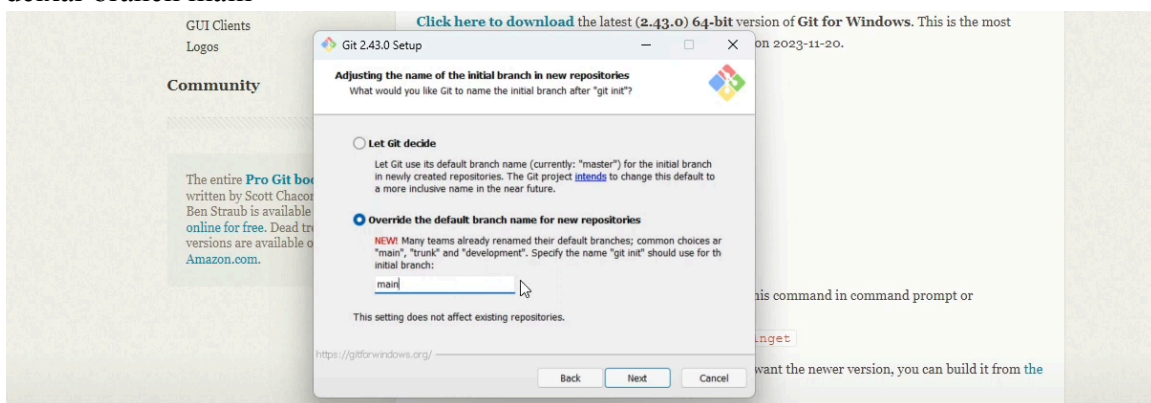 GUI Clients
Logos
Community
The entire Pro Git boo
written by Scott Chacon
Ben Straub is available
online for free. Dead tre
versions are available o
Amazon.com.
Click here to download the latest (2.43.0) 64-bit version of Git for Windows. This is the most
on 2023-11-20.
Git 2.43.0 Setup
Adjusting the name of the initial branch in new repositories
What would you like Git to name the initial branch after "git init"?
Let Git decide
Let Git use its default branch name (currently: "master") for the initial branch
in newly created repositories. The Git project intends to change this default to
a more inclusive name in the near future.
Override the default branch name for new repositories
NEW! Many teams already renamed their default branches; common choices ar
"main", "trunk" and "development". Specify the name "git init" should use for th
initial branch:
main
This setting does not affect existing repositories.
https://gitforwindows.org/
Back
Next
Cancel
his command in command prompt or
inget
want the newer version, you can build it from the